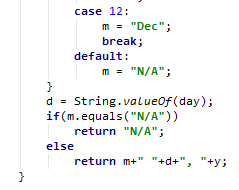 case 12:
m = "Dec";
break;
default:
m = "N/A";
}
d = String.valueOf(day);
if(m.equals("N/A"))
return "N/A";
else
return m+" "+d+", "+y;
}